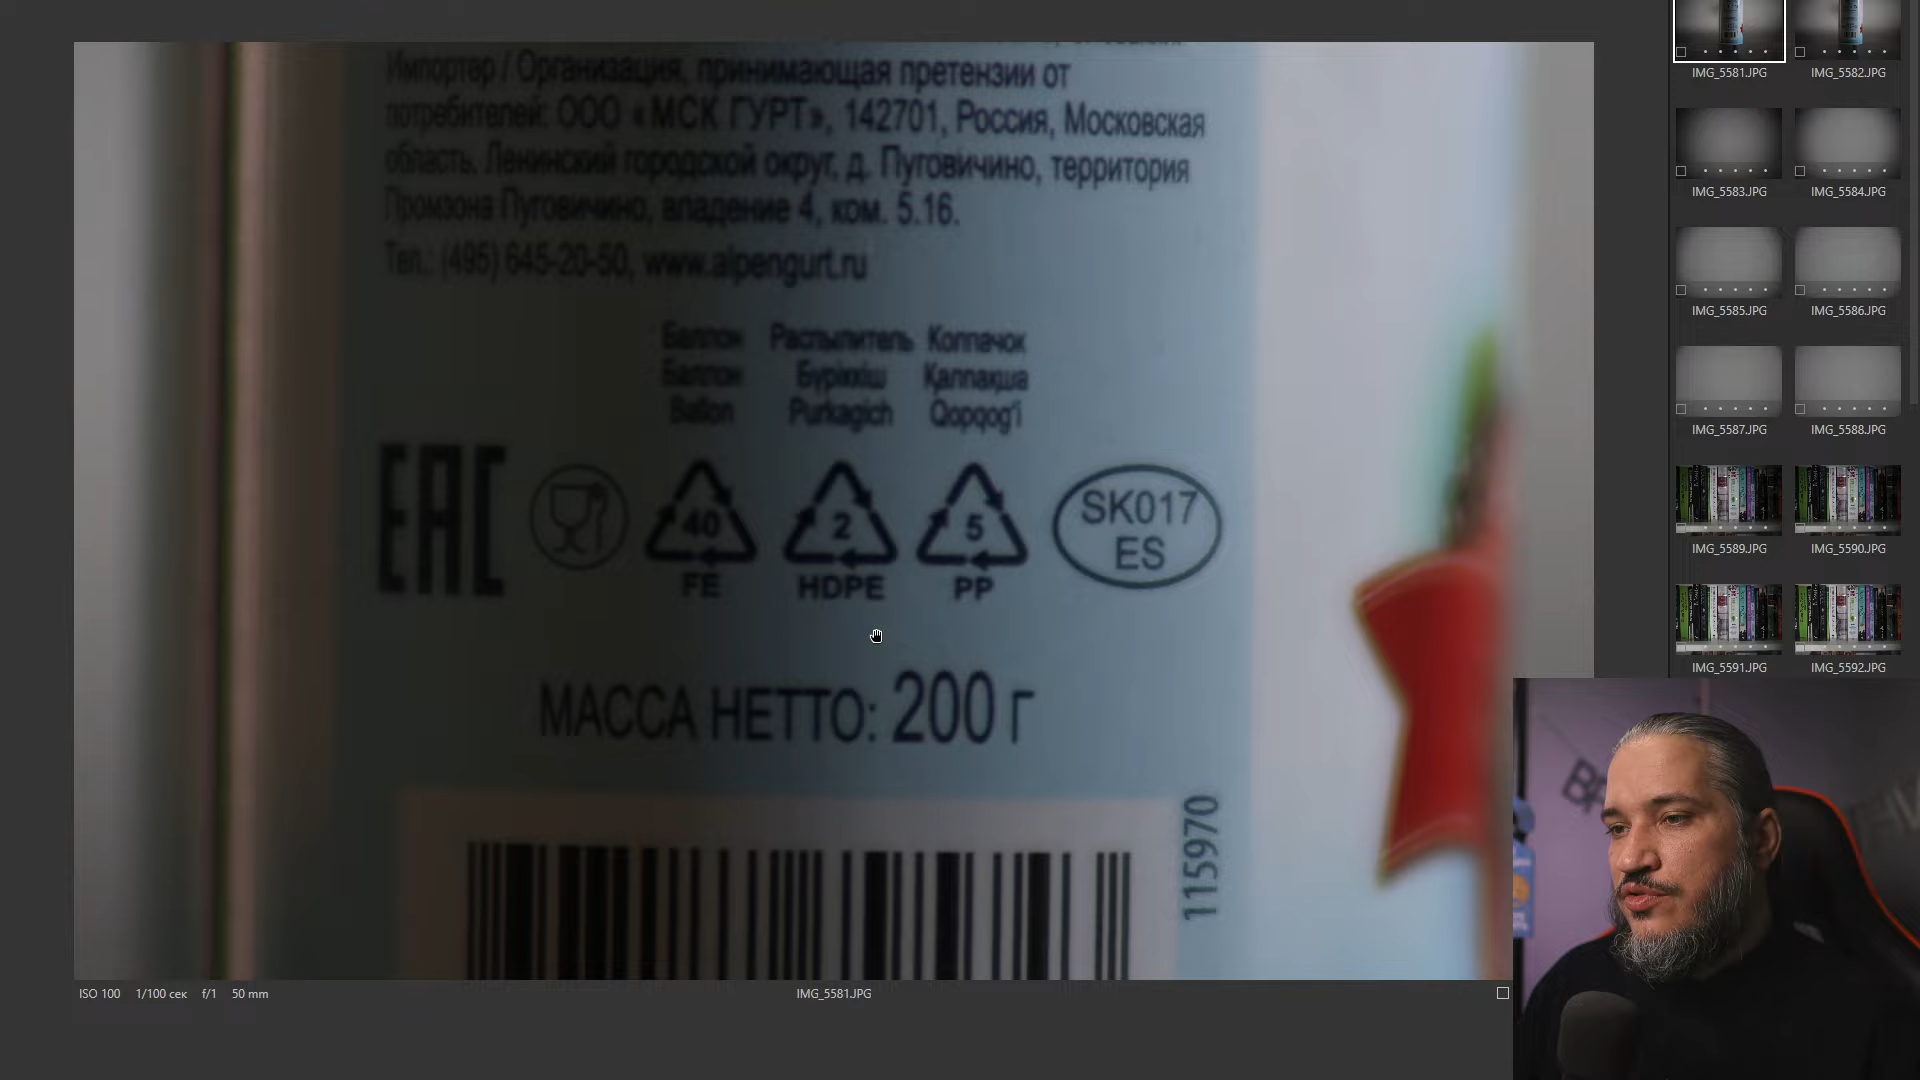 Импортер / Организация, принимающая претензии от
потребителей: ООО «МСК ГУРТ», 142701, Россия, Московская
область, Ленинский городской округ, д. Пуговичино, территория
Промзона Пуговичино, владение 4, ком. 5.16.
Тел.: (495) 645-20-50, www.alpengurt.ru
Баллон Распылитель Колпачок
Баллон Бүріккіш Қалпақша
Ballon Purkagich Qopqog'i
EAC
40
2
5
SK017
ES
FE
HDPE
PP
МАССА НЕТТО: 200 г
115970
ISO 100 1/100 сек f/1 50 mm
IMG_5581.JPG
IMG_5581.JPG
IMG_5582.JPG
IMG_5583.JPG
IMG_5584.JPG
IMG_5585.JPG
IMG_5586.JPG
IMG_5587.JPG
IMG_5588.JPG
IMG_5589.JPG
IMG_5590.JPG
IMG_5591.JPG
IMG_5592.JPG